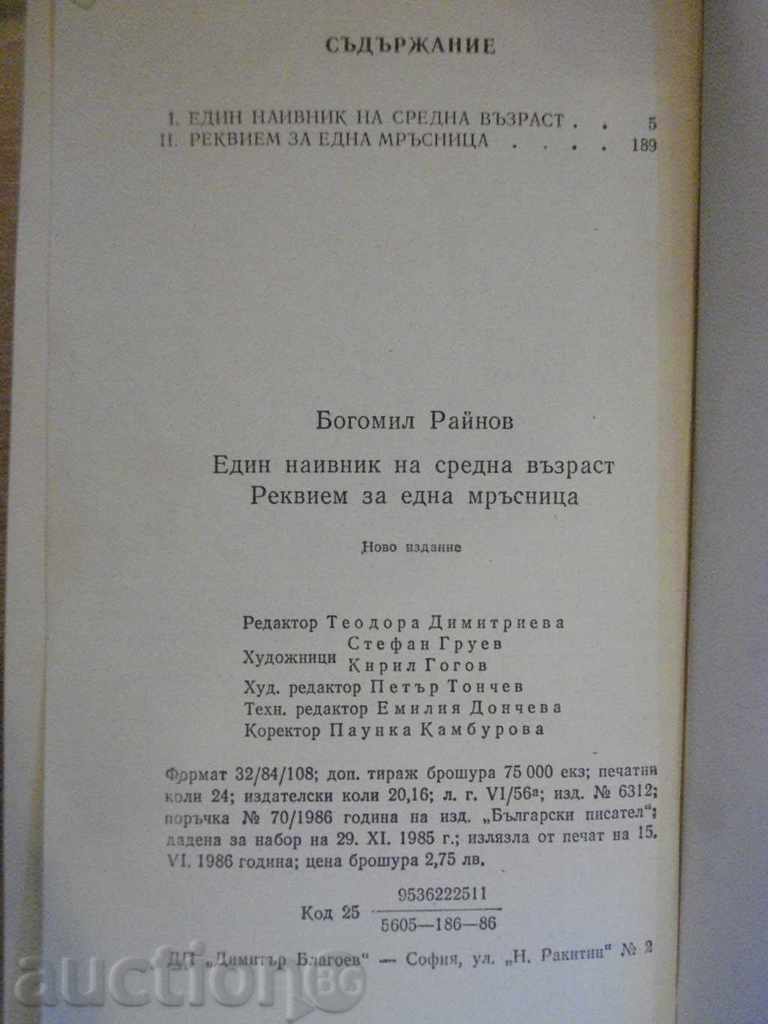 СЪДЪРЖАНИЕ
I. ЕДИН НАИВНИК НА СРЕДНА ВЪЗРАСТ . . 5
II. РЕКВИЕМ ЗА ЕДНА МРЪСНИЦА . . . . 189
Богомил Райнов
Един наивник на средна възраст
Реквием за една мръсница
Ново издание
Редактор Теодора Димитриева
Художници Стефан Груев
Кирил Гогов
Худ. редактор Петър Тончев
Техн. редактор Емилия Дончева
Коректор Паунка Камбурова
Формат 32/84/108; доп. тираж брошура 75 000 екз; печатни
коли 24; издателски коли 20,16; л. г. VI/56а; изд. № 6312;
поръчка № 70/1986 година на изд. „Български писател“;
дадена за набор на 29. XI. 1985 г.; излязла от печат на 15.
VI. 1986 година; цена брошура 2,75 лв.
Код 25 9536222511
5605—186—86
ДП „Димитър Благоев“ — София, ул. „Н. Ракитин“ № 2
auctionBG